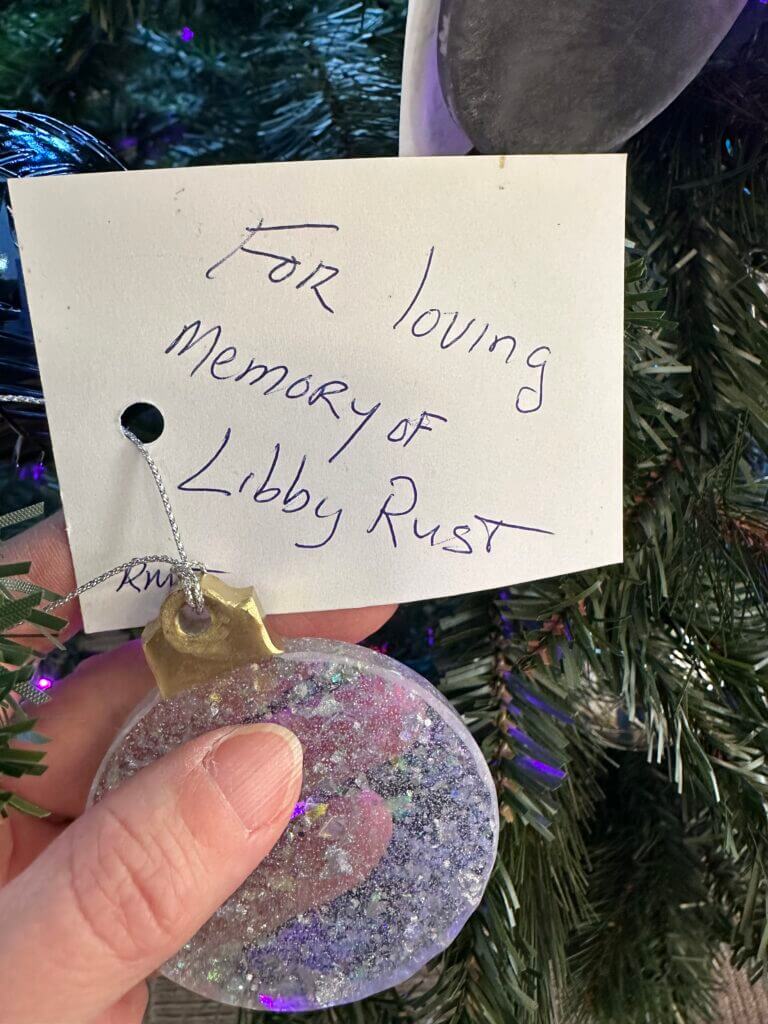 For loving
memory of
Libby Rust